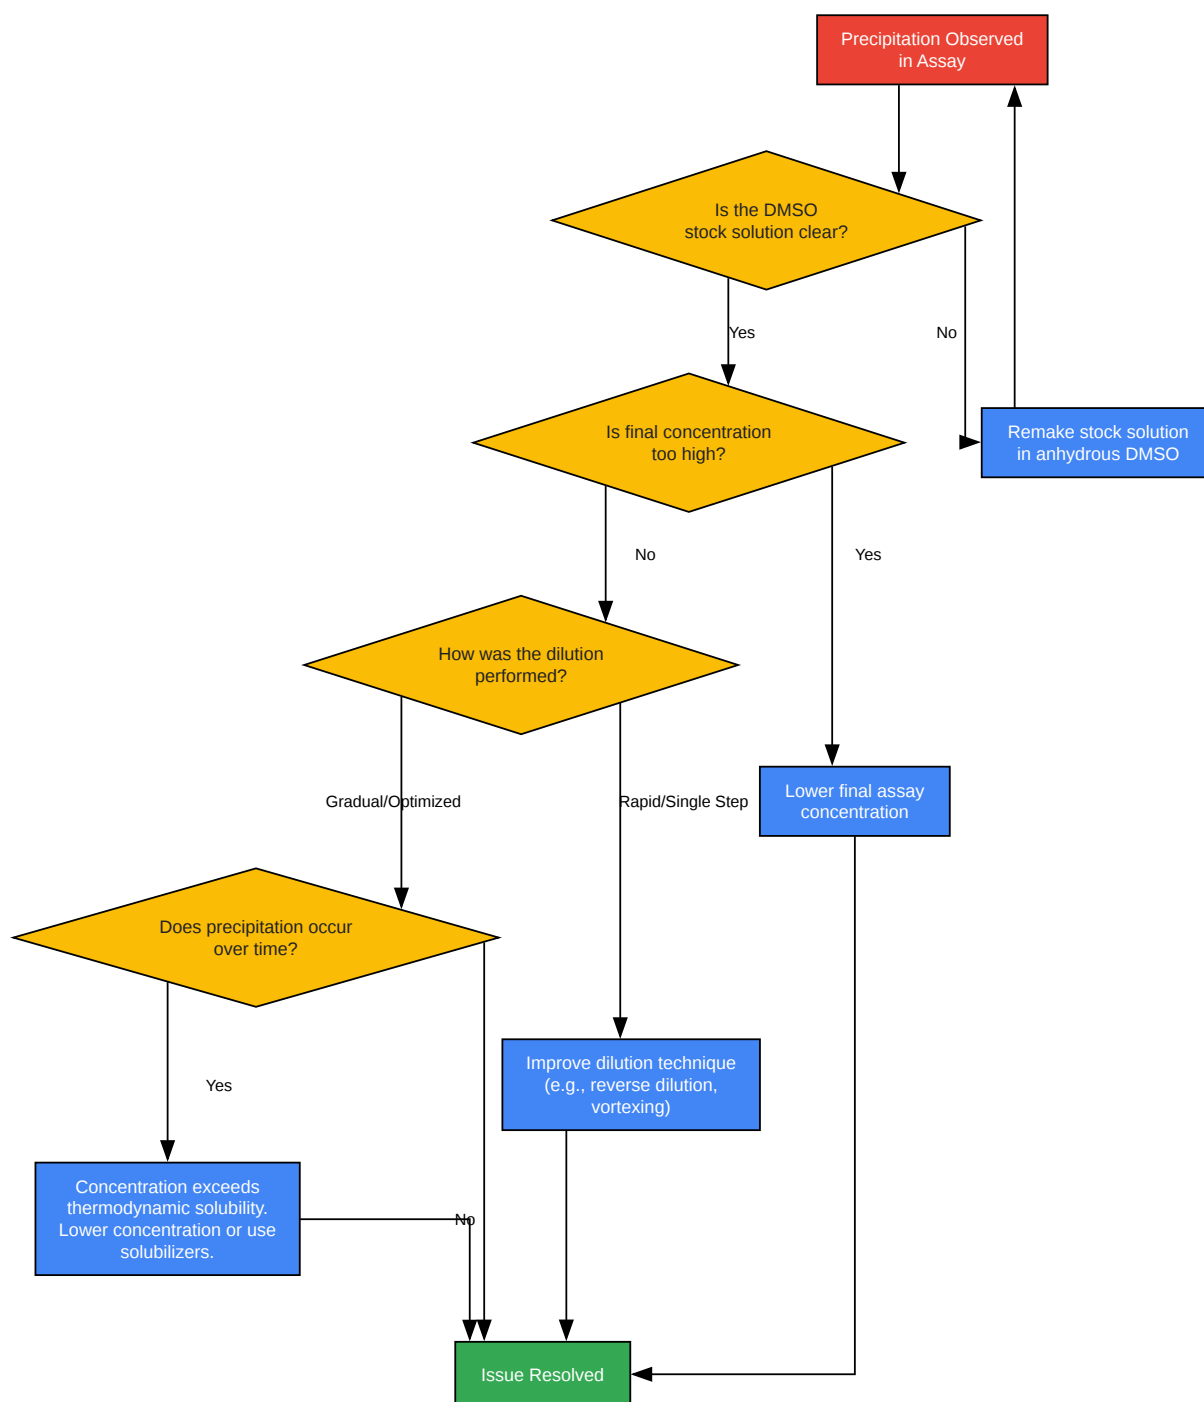 Precipitation Observed
in Assay
Is the DMSO
stock solution clear?
Yes
No
Is final concentration
too high?
Remake stock solution
in anhydrous DMSO
No
Yes
How was the dilution
performed?
Gradual/Optimized
Rapid/Single Step
Lower final assay
concentration
Does precipitation occur
over time?
Yes
Improve dilution technique
(e.g., reverse dilution,
vortexing)
Concentration exceeds
thermodynamic solubility.
Lower concentration or use
solubilizers.
No
Issue Resolved